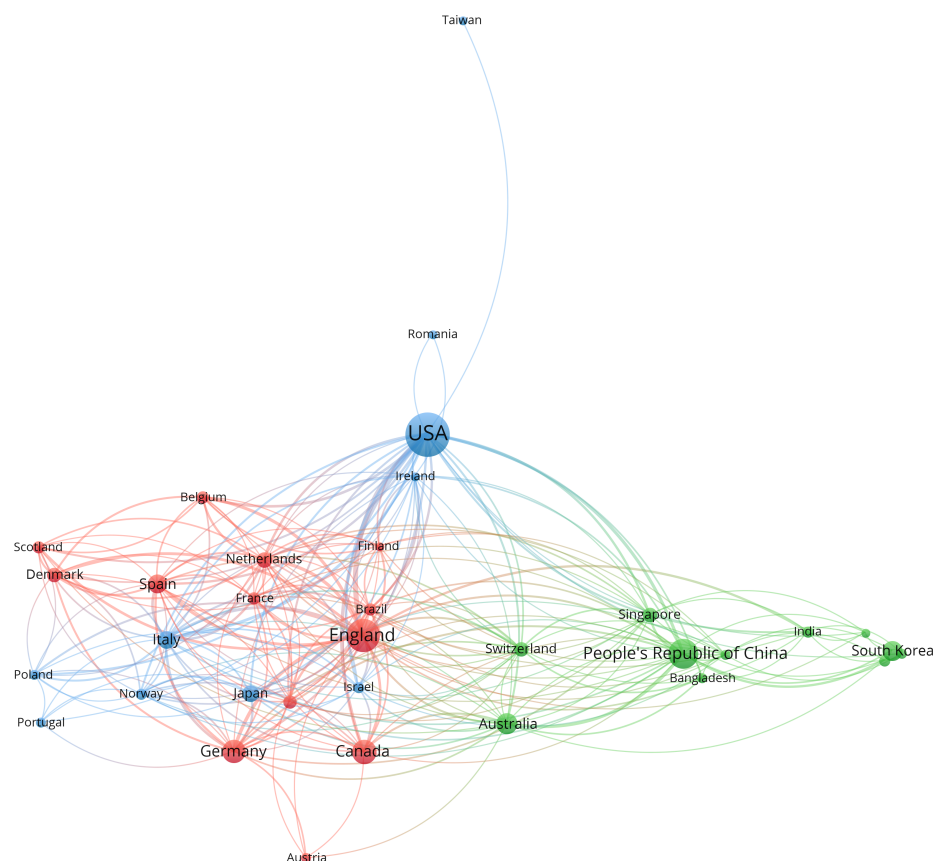 Taiwan
Romania
USA
Ireland
Belgium
Scotland
Finland
Netherlands
Denmark
Spain
France
Brazil
Singapore
England
India
Italy
Switzerland
People's Republic of China
South Korea
Poland
Bangladesh
Israel
Norway
Japan
Portugal
Australia
Germany
Canada
Austria